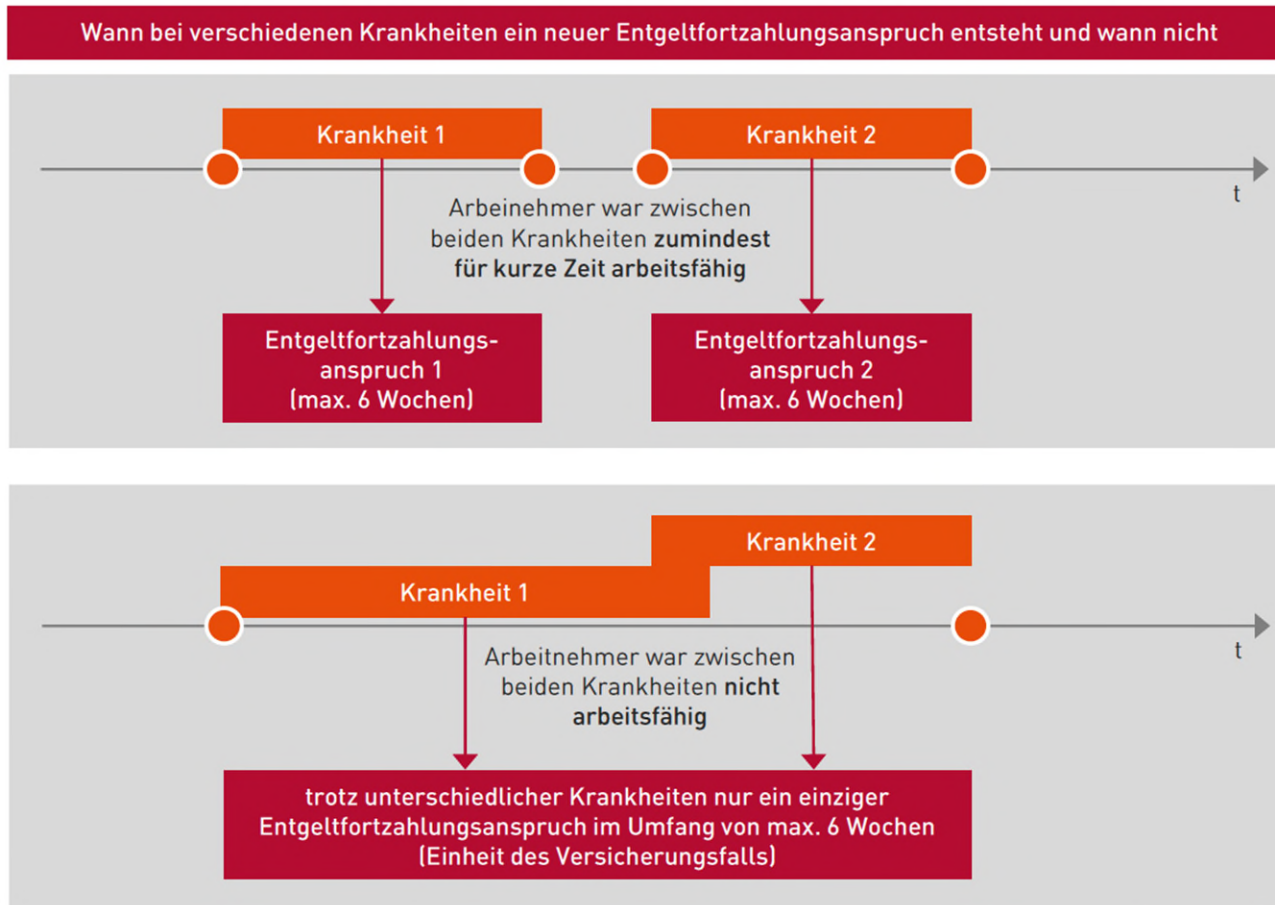 Wann bei verschiedenen Krankheiten ein neuer Entgeltfortzahlungsanspruch entsteht und wann nicht
Krankheit 1
Krankheit 2
t
Arbeinehmer war zwischen
beiden Krankheiten zumindest
für kurze Zeit arbeitsfähig
Entgeltfortzahlungs-
anspruch 1
(max. 6 Wochen)
Entgeltfortzahlungs-
anspruch 2
(max. 6 Wochen)
Krankheit 2
Krankheit 1
t
Arbeitnehmer war zwischen
beiden Krankheiten nicht
arbeitsfähig
trotz unterschiedlicher Krankheiten nur ein einziger
Entgeltfortzahlungsanspruch im Umfang von max. 6 Wochen
(Einheit des Versicherungsfalls)